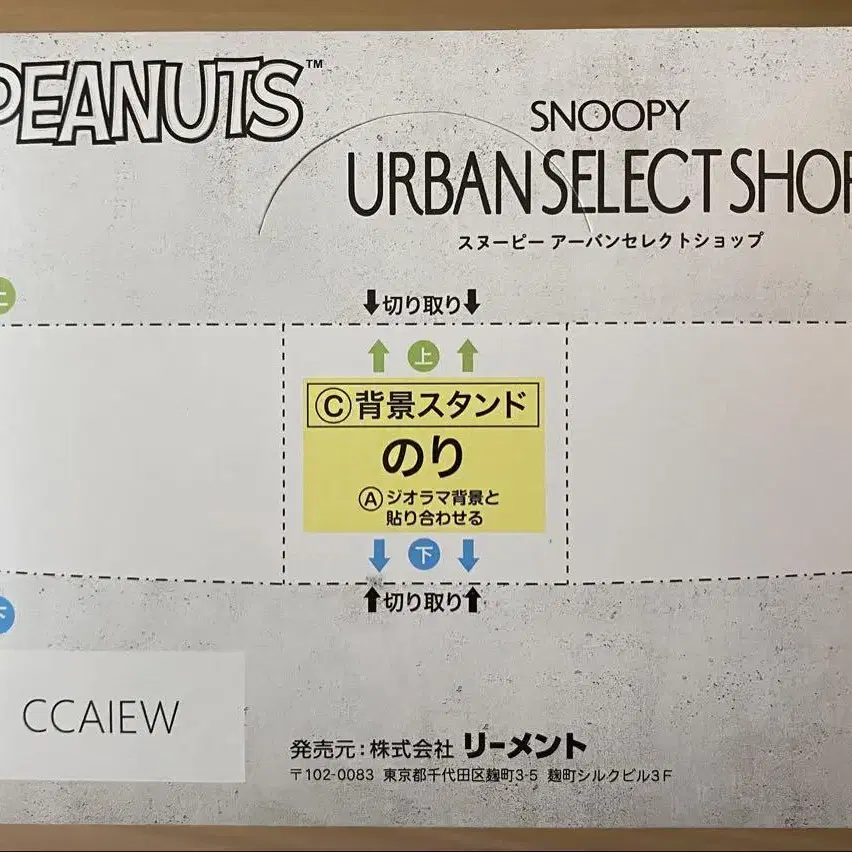 PEANUTS™
SNOOPY
URBAN SELECT SHOP
スヌーピー アーバンセレクトショップ
上
↓切り取り↓
↑ 上 ↑
Ⓒ背景スタンド
のり
Ⓐジオラマ背景と
貼り合わせる
↓ 下 ↓
↑切り取り↑
下
CCAIEW
発売元：株式会社 リーメント
〒102-0083 東京都千代田区麹町3-5 麹町シルクビル3F